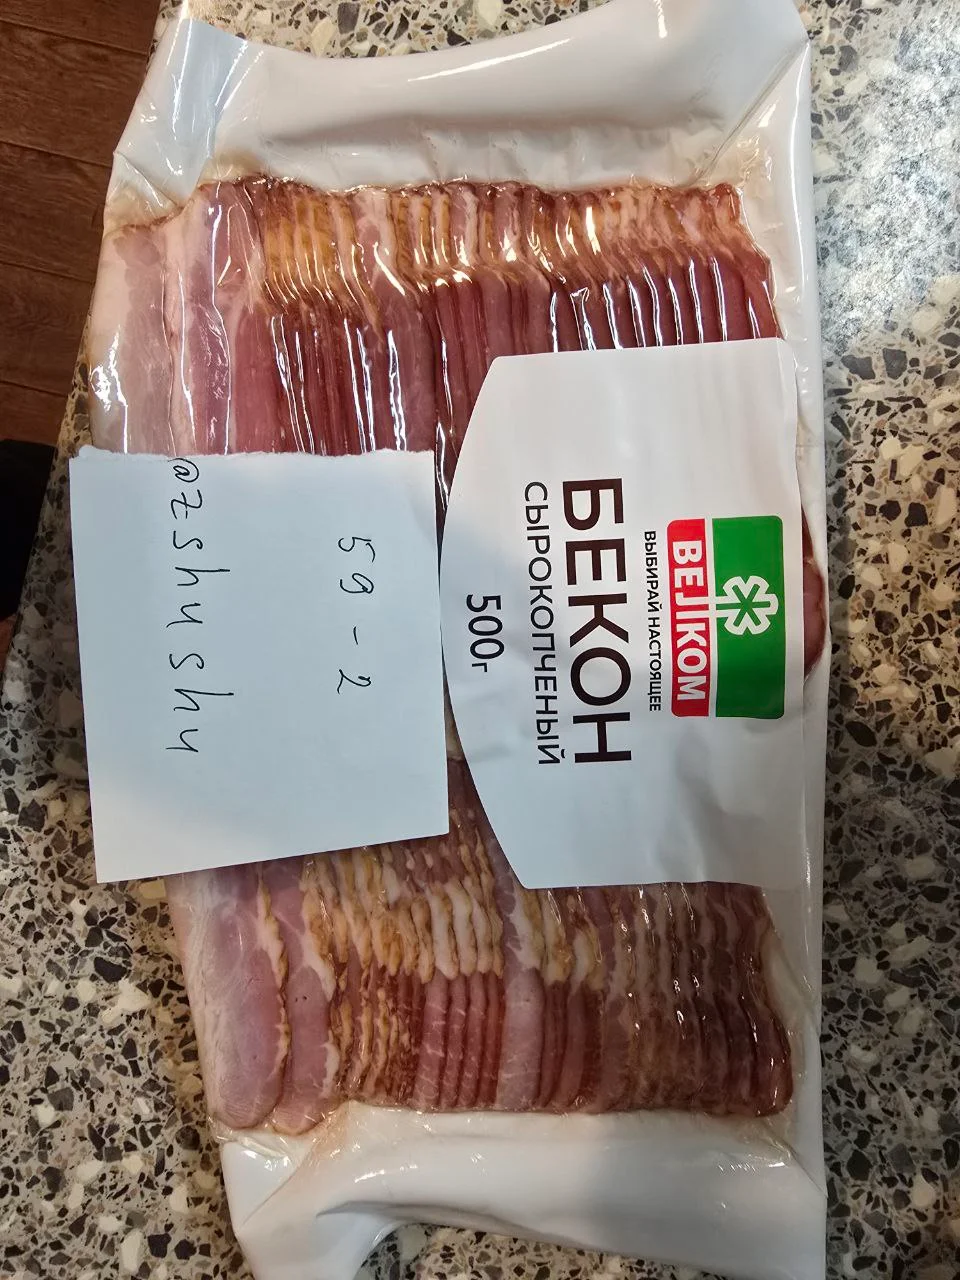 ВЕЛКОМ
ВЫБИРАЙ НАСТОЯЩЕЕ
БЕКОН
СЫРОКОПЧЕНЫЙ
500г
59-2
@zshushu